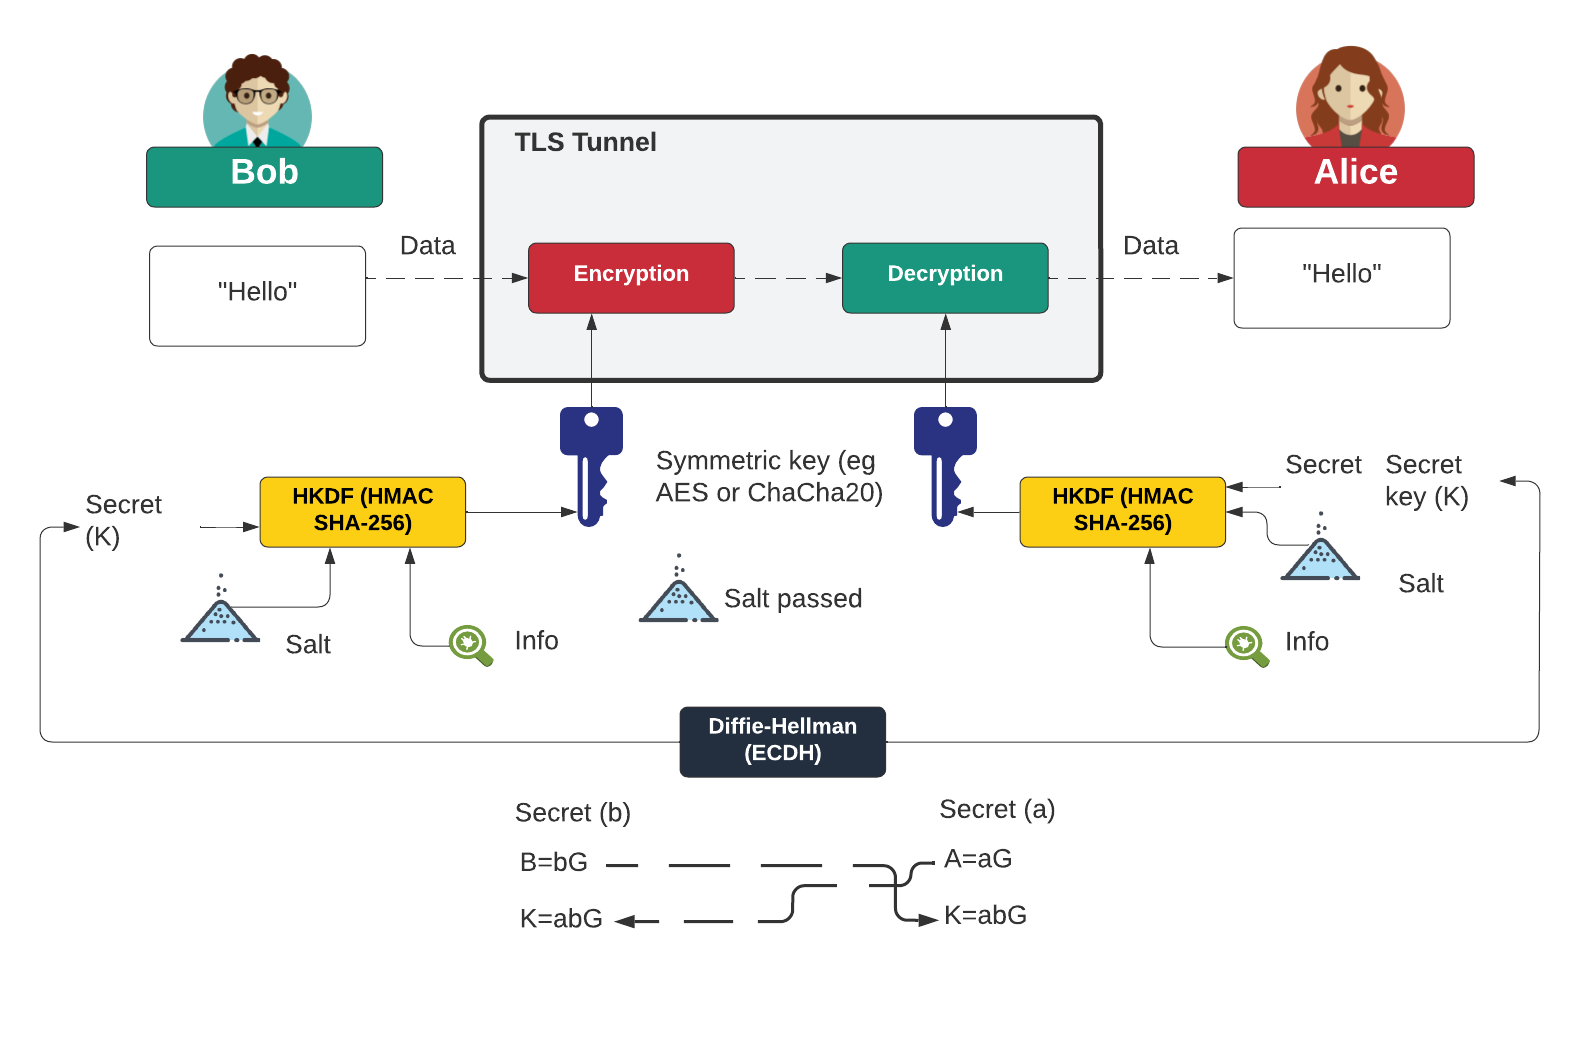 Bob
Alice
TLS Tunnel
Data
Data
"Hello"
Encryption
Decryption
"Hello"
Symmetric key (eg
AES or ChaCha20)
Secret
(K)
HKDF (HMAC
SHA-256)
HKDF (HMAC
SHA-256)
Secret
Secret
key (K)
Salt
Info
Salt passed
Salt
Info
Diffie-Hellman
(ECDH)
Secret (b)
Secret (a)
B=bG
A=aG
K=abG
K=abG